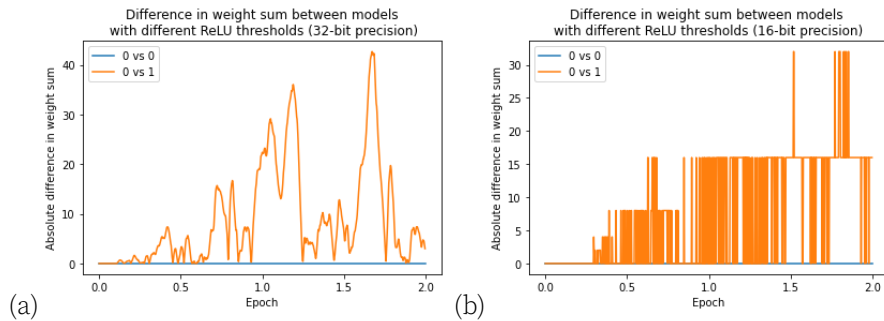 Difference in weight sum between models
with different ReLU thresholds (32-bit precision)
0 vs 0
0 vs 1
Absolute difference in weight sum
40
30
20
10
0
0.0 0.5 1.0 1.5 2.0
Epoch
(a)
Difference in weight sum between models
with different ReLU thresholds (16-bit precision)
0 vs 0
0 vs 1
Absolute difference in weight sum
30
25
20
15
10
5
0
0.0 0.5 1.0 1.5 2.0
Epoch
(b)